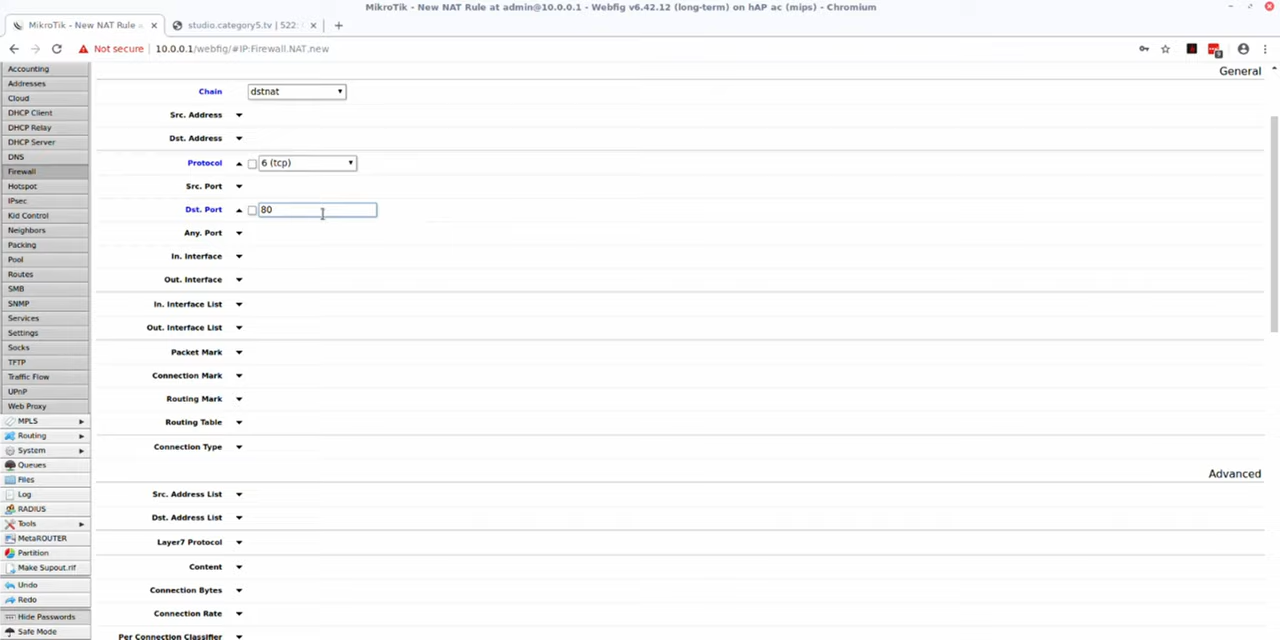 MikroTik - New NAT Rule at admin@10.0.0.1 - Webfig v6.42.12 (long-term) on hAP ac (mips) - Chromium
MikroTik - New NAT Rule a
studio.category5.tv | 522:
Not secure | 10.0.0.1/webfig/#IP:Firewall.NAT.new
Accounting
Addresses
Cloud
DHCP Client
DHCP Relay
DHCP Server
DNS
Firewall
Hotspot
IPsec
Kid Control
Neighbors
Packing
Pool
Routes
SMB
SNMP
Services
Settings
Socks
TFTP
Traffic Flow
UPnP
Web Proxy
MPLS
Routing
System
Queues
Files
Log
RADIUS
Tools
MetaROUTER
Partition
Make Supout.rif
Undo
Redo
Hide Passwords
Safe Mode
General
Chain dstnat
Src. Address
Dst. Address
Protocol 6 (tcp)
Src. Port
Dst. Port 80
Any. Port
In. Interface
Out. Interface
In. Interface List
Out. Interface List
Packet Mark
Connection Mark
Routing Mark
Routing Table
Connection Type
Advanced
Src. Address List
Dst. Address List
Layer7 Protocol
Content
Connection Bytes
Connection Rate
Per Connection Classifier